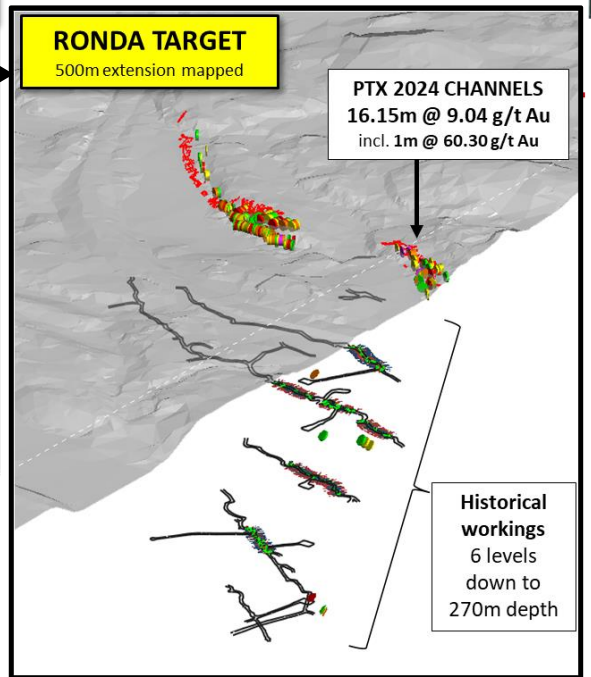 RONDA TARGET
500m extension mapped
PTX 2024 CHANNELS
16.15m @ 9.04 g/t Au
incl. 1m @ 60.30 g/t Au
Historical
workings
6 levels
down to
270m depth